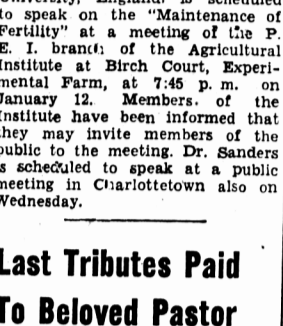 University, England, is scheduled
to speak on the "Maintenance of
Fertility" at a meeting of the P.
E. I. branch of the Agricultural
Institute at Birch Court, Experi-
mental Farm, at 7:45 p. m. on
January 12. Members. of the
Institute have been informed that
they may invite members of the
public to the meeting. Dr. Sanders
is scheduled to speak at a public
meeting in Charlottetown also on
Wednesday.
Last Tributes Paid
To Beloved Pastor